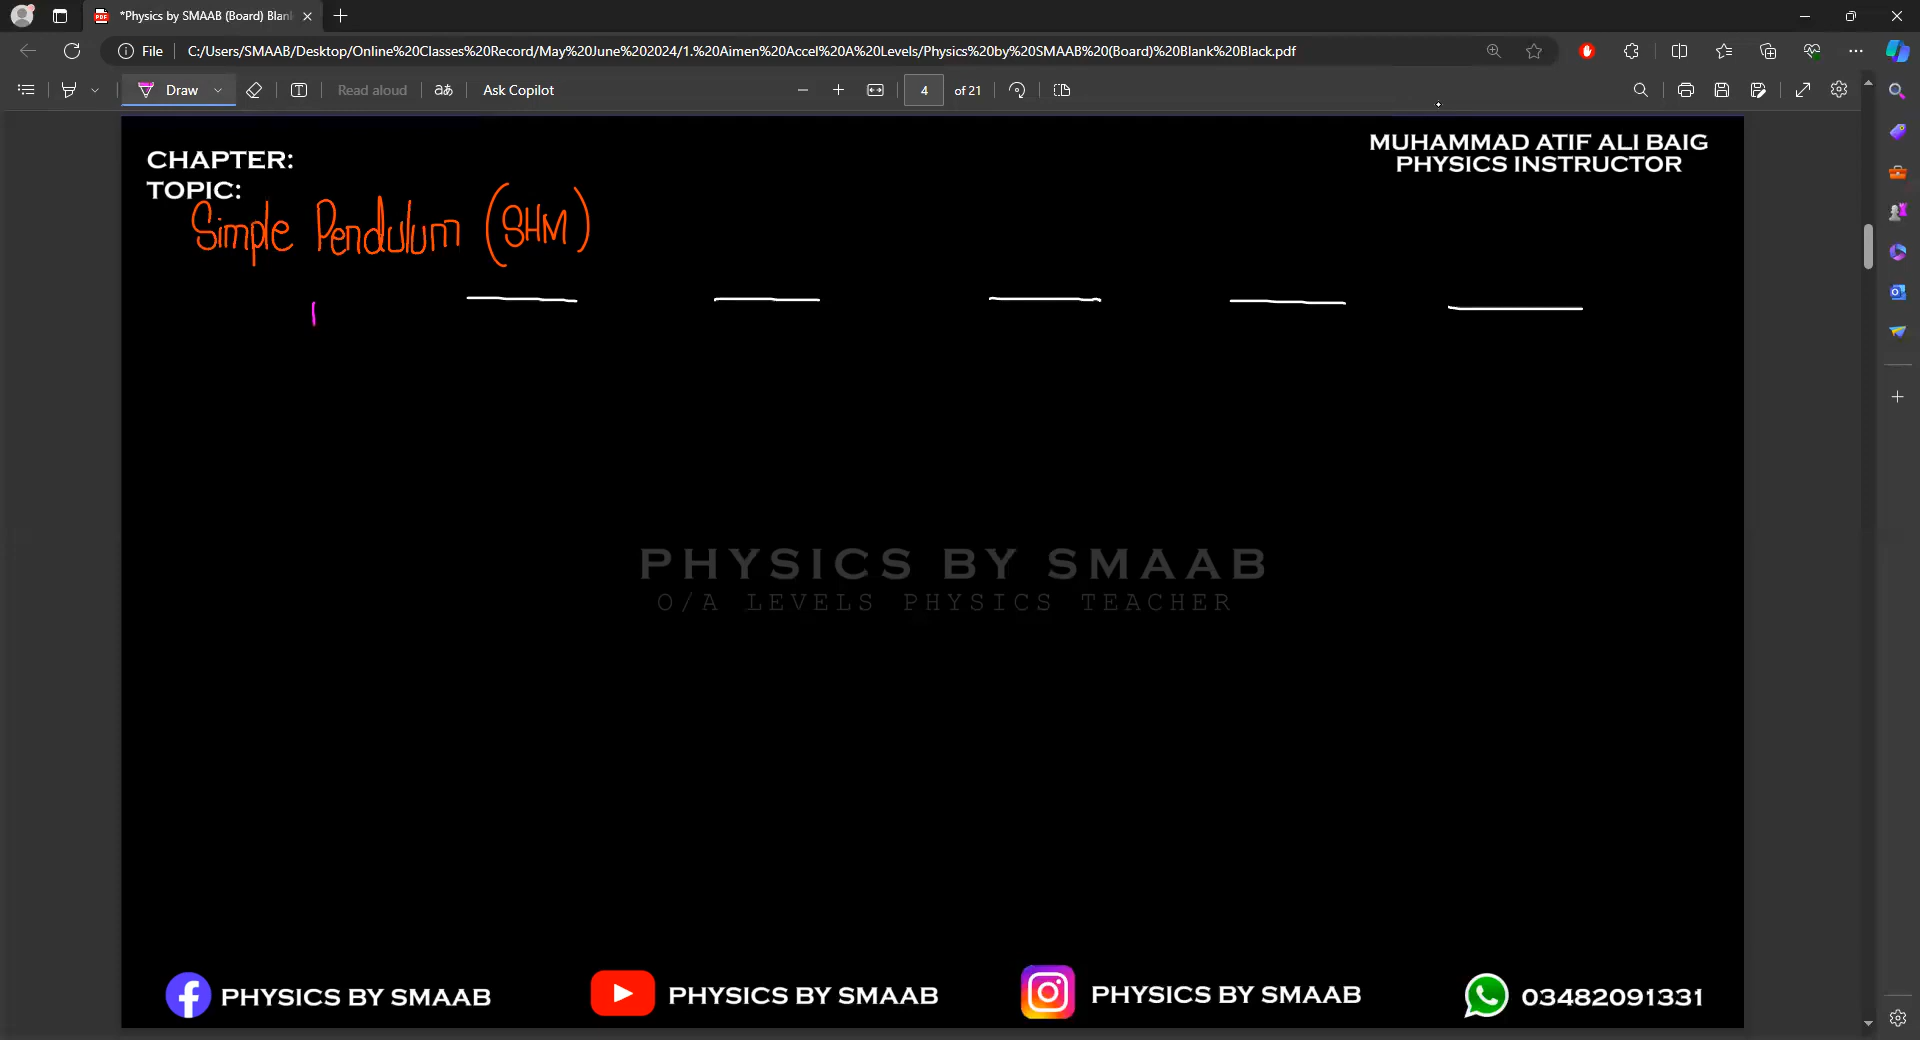 *Physics by SMAAB (Board) Blan
File
C:/Users/SMAAB/Desktop/Online%20Classes%20Record/May%20June%202024/1.%20Aimen%20Accel%20A%20Levels/Physics%20by%20SMAAB%20(Board)%20Blank%20Black.pdf
Draw
Read aloud
aあ
Ask Copilot
4 of 21
CHAPTER:
TOPIC:
MUHAMMAD ATIF ALI BAIG
PHYSICS INSTRUCTOR
Simple Pendulum (SHM)
PHYSICS BY SMAAB
O/A LEVELS PHYSICS TEACHER
PHYSICS BY SMAAB
PHYSICS BY SMAAB
PHYSICS BY SMAAB
03482091331